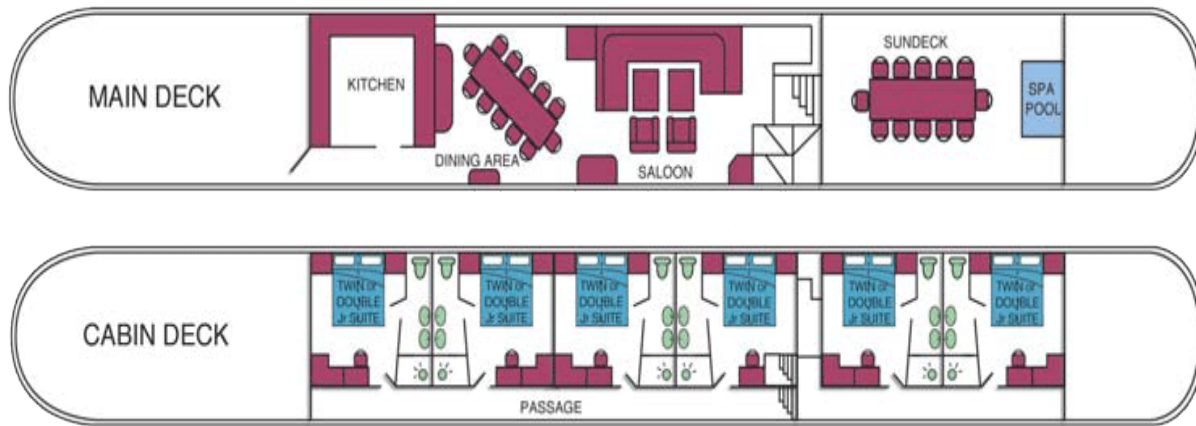 SUNDECK
MAIN DECK
KITCHEN
SPA
POOL
DINING AREA
SALOON
TWIN or
DOUBLE
Jr SUITE
TWIN or
DOUBLE
Jr SUITE
TWIN or
DOUBLE
Jr SUITE
TWIN or
DOUBLE
Jr SUITE
TWIN or
DOUBLE
Jr SUITE
TWIN or
DOUBLE
Jr SUITE
CABIN DECK
PASSAGE